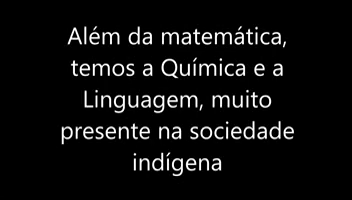 Além da matemática,
temos a Química e a
Linguagem, muito
presente na sociedade
indígena